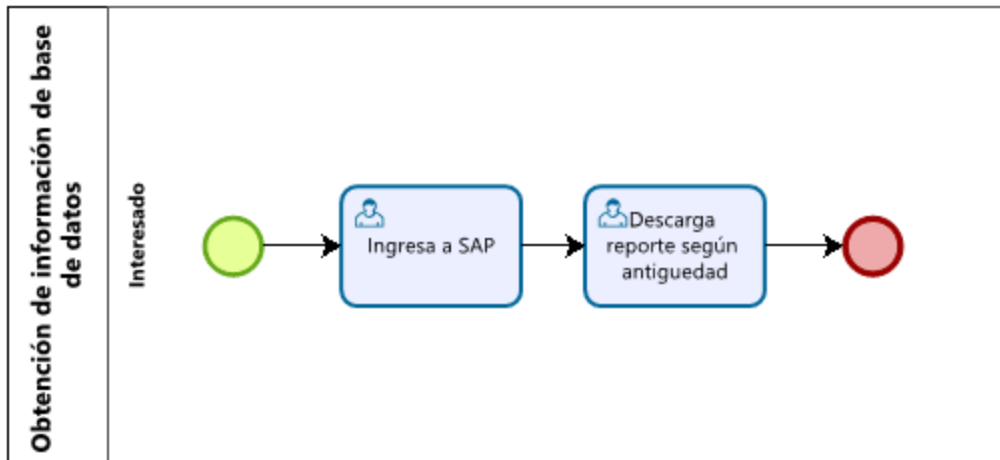 Obtención de información de base
de datos
Interesado
Ingresa a SAP
Descarga
reporte según
antiguedad